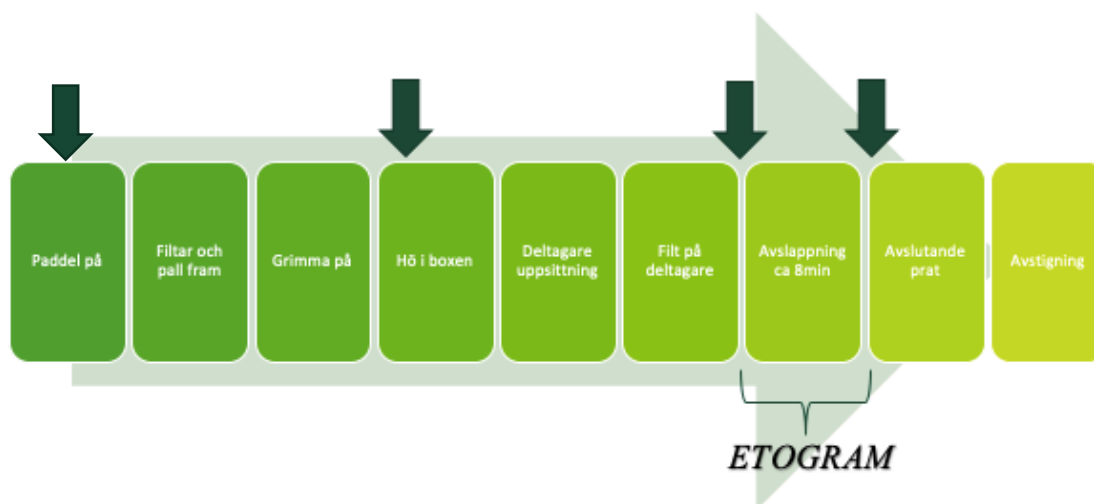 Paddel på
Filtar och
pall fram
Grimma på
Hö i boxen
Deltagare
uppsittning
Filt på
deltagare
Avslappning
ca 8min
Avslutande
prat
Avstigning
ETOGRAM